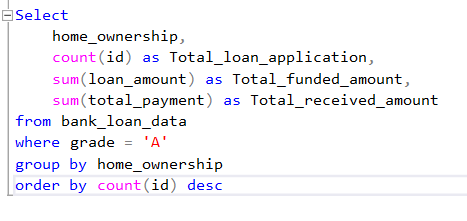 Select
home_ownership,
count(id) as Total_loan_application,
sum(loan_amount) as Total_funded_amount,
sum(total_payment) as Total_received_amount
from bank_loan_data
where grade = 'A'
group by home_ownership
order by count(id) desc